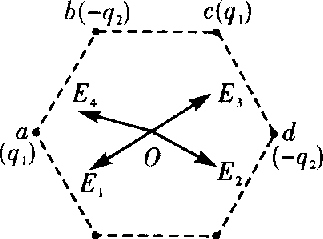 b(-q₂) c(q₁)
E₄ E₃
a d
(q₁) O (-q₂)
E₁ E₂